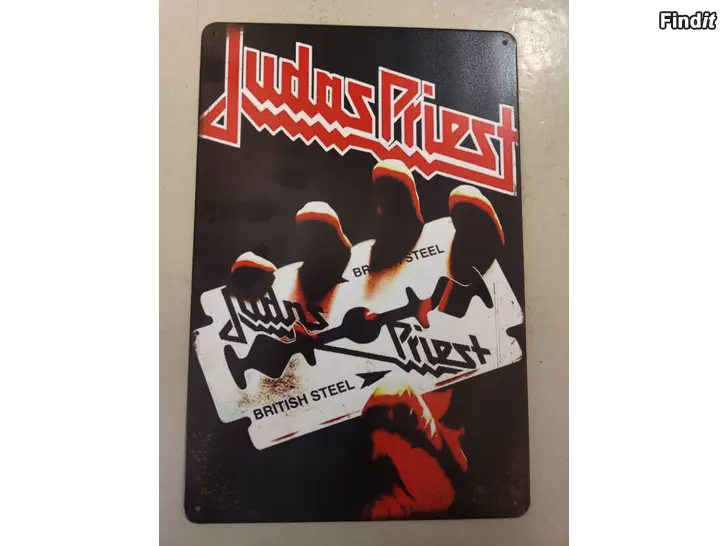 Findit
Judas Priest
BRITISH STEEL
Judas
Priest
BRITISH STEEL